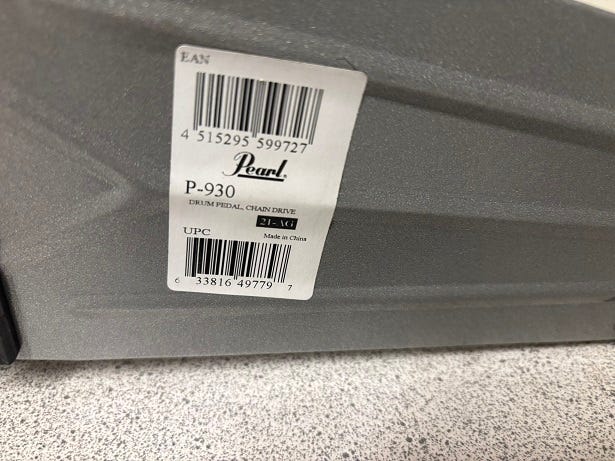 EAN
4 515295 599727
Pearl.
P-930
DRUM PEDAL, CHAIN DRIVE
21-AG
Made in China
UPC
6 33816 49779 7